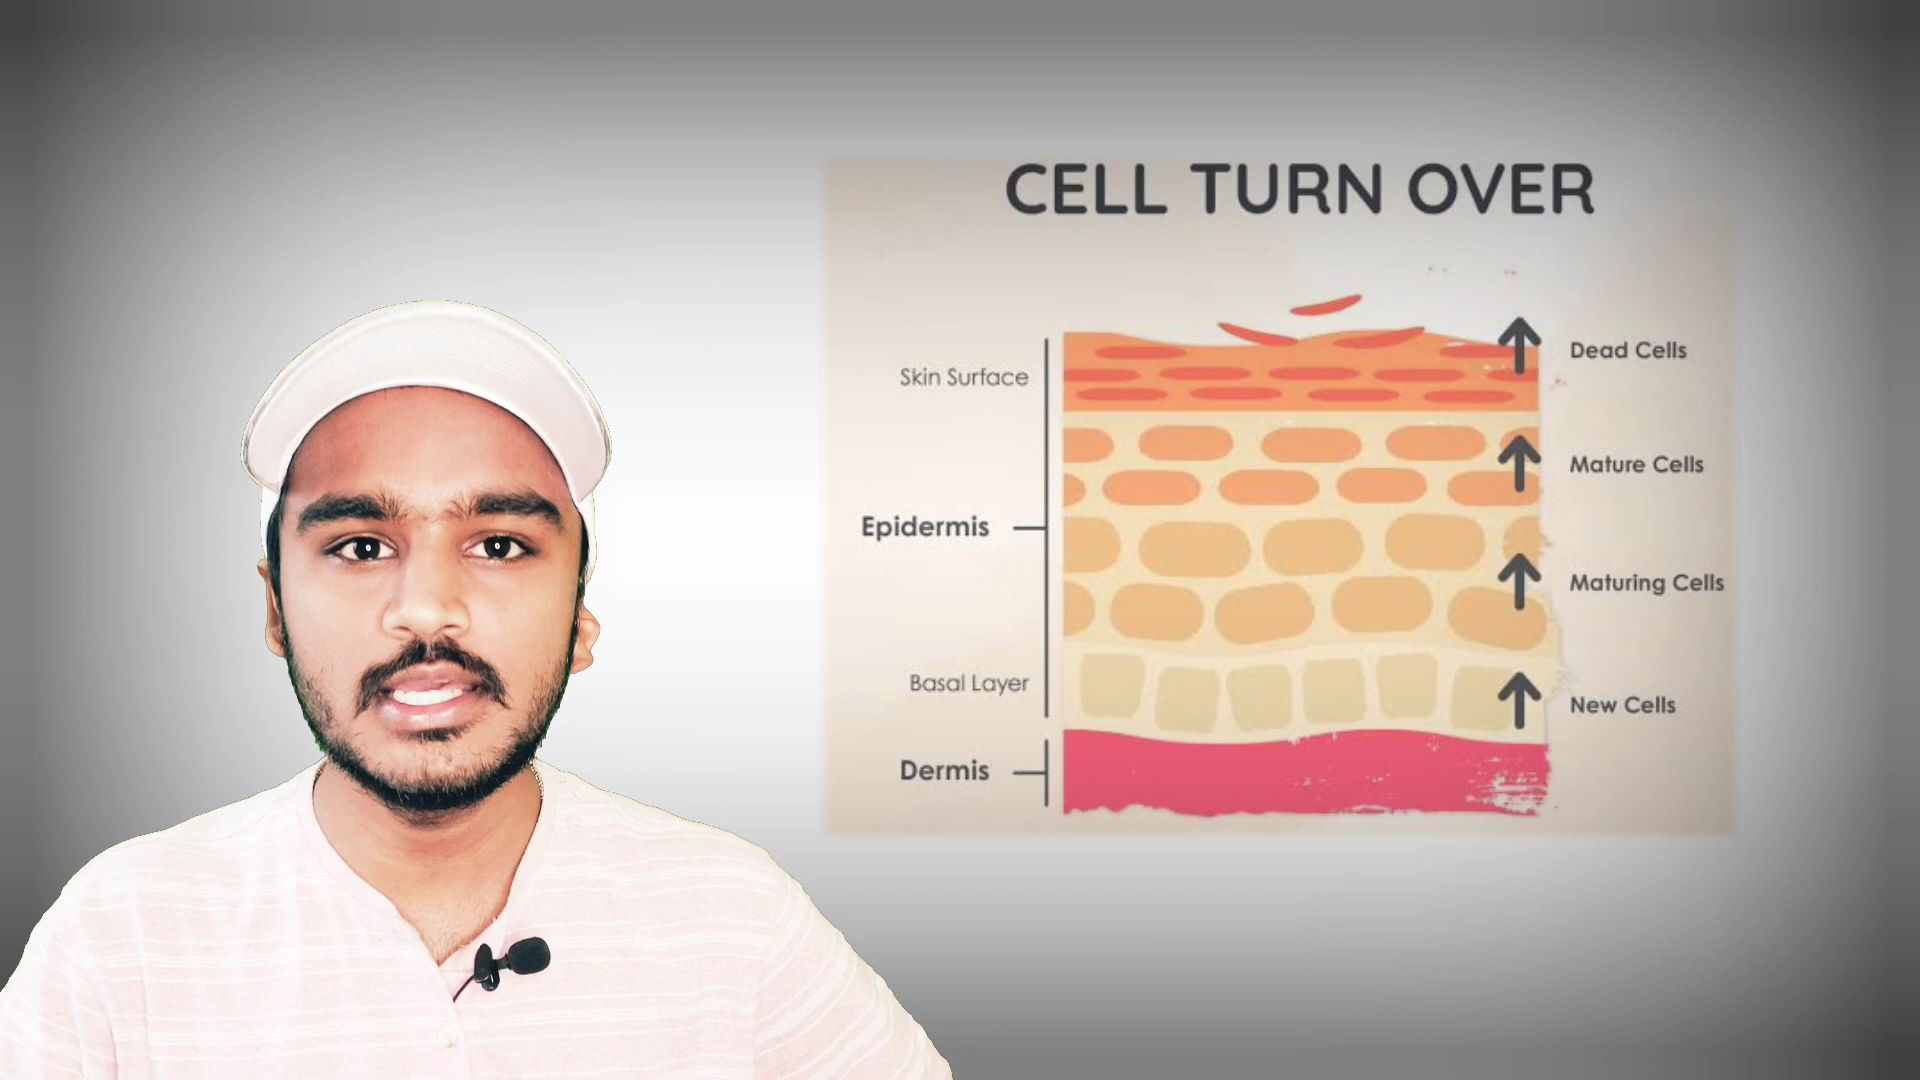 CELL TURN OVER
Skin Surface
Epidermis
Basal Layer
Dermis
Dead Cells
Mature Cells
Maturing Cells
New Cells